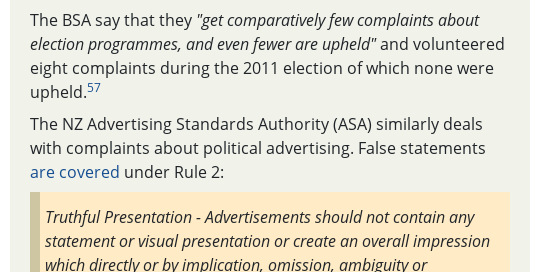 The BSA say that they "get comparatively few complaints about
election programmes, and even fewer are upheld" and volunteered
eight complaints during the 2011 election of which none were
upheld.57
The NZ Advertising Standards Authority (ASA) similarly deals
with complaints about political advertising. False statements
are covered under Rule 2:
Truthful Presentation - Advertisements should not contain any
statement or visual presentation or create an overall impression
which directly or by implication, omission, ambiguity or